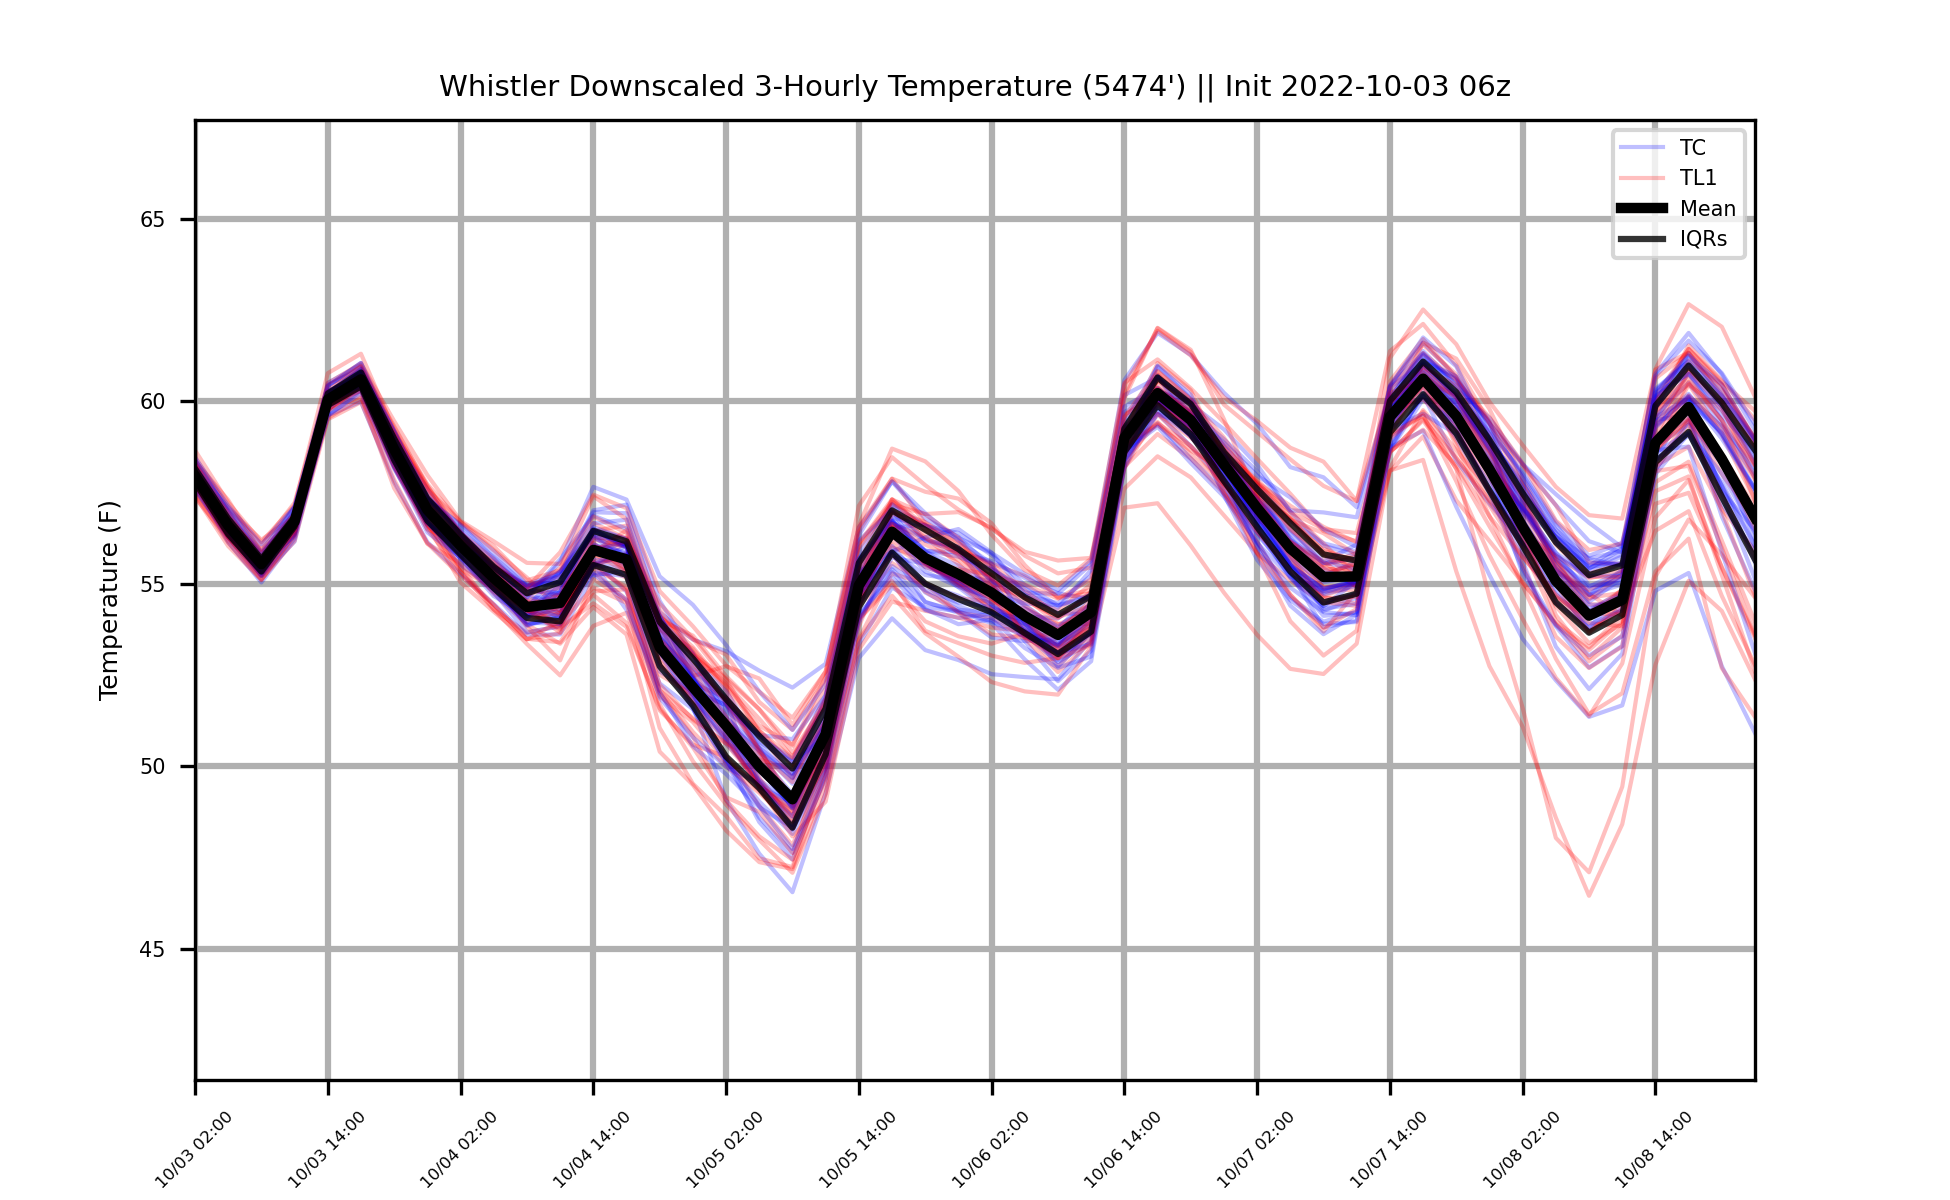 Whistler Downscaled 3-Hourly Temperature (5474') || Init 2022-10-03 06z
TC
TL1
Mean
IQRs
Temperature (F)
65
60
55
50
45
10/03 02:00
10/03 14:00
10/04 02:00
10/04 14:00
10/05 02:00
10/05 14:00
10/06 02:00
10/06 14:00
10/07 02:00
10/07 14:00
10/08 02:00
10/08 14:00